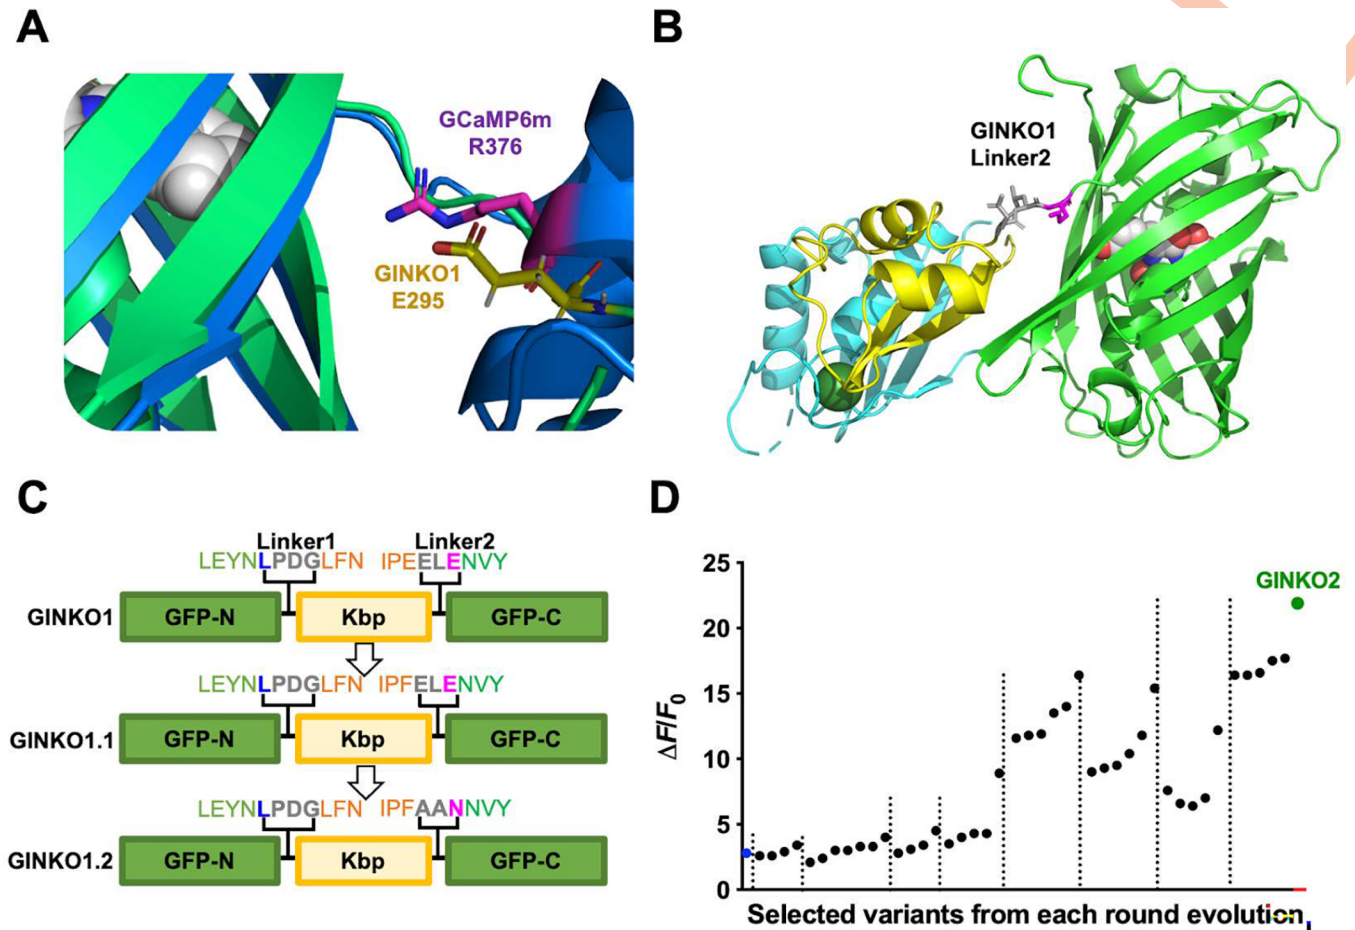 A
B
GCaMP6m
R376
GINKO1
E295
GINKO1
Linker2
C
D
Linker1 Linker2
LEYNLPDGLFN IPEELENVY
GINKO1 GFP-N Kbp GFP-C
LEYNLPDGLFN IPFELENVY
GINKO1.1 GFP-N Kbp GFP-C
LEYNLPDGLFN IPFAANNVY
GINKO1.2 GFP-N Kbp GFP-C
25
20
15
10
5
0
ΔF/F0
GINKO2
Selected variants from each round evolution